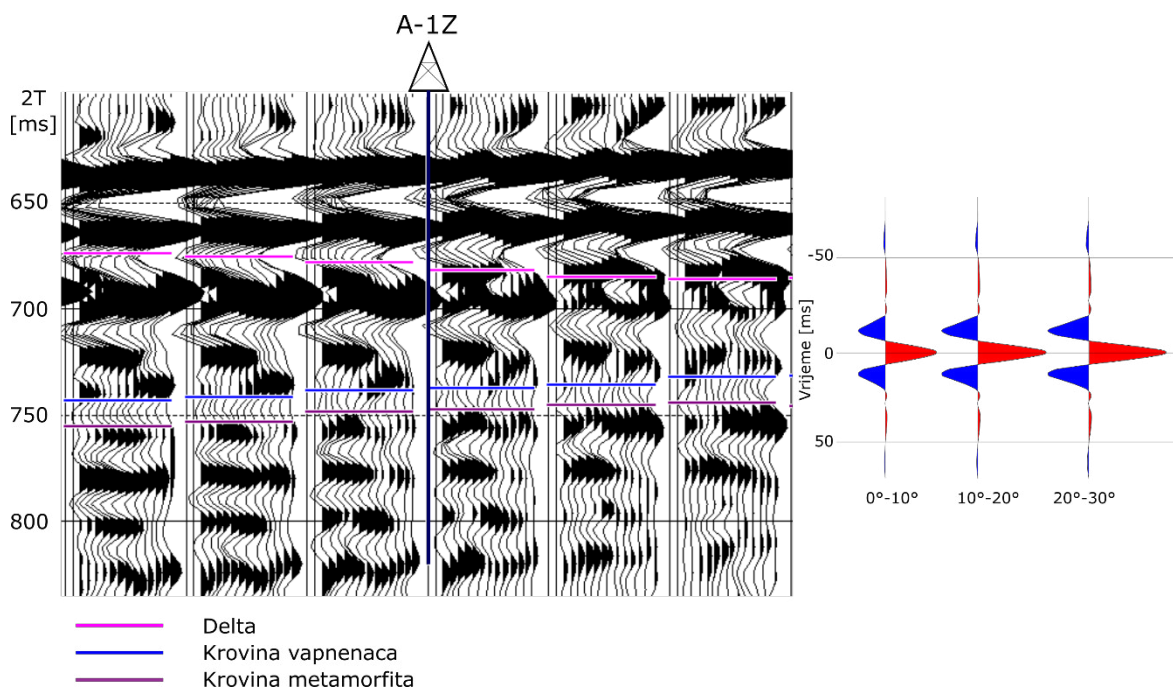 A-1Z
2T
[ms]
650
700
750
800
Delta
Krovina vapnenaca
Krovina metamorfita
Vrijeme [ms]
-50
0
50
0°-10°
10°-20°
20°-30°